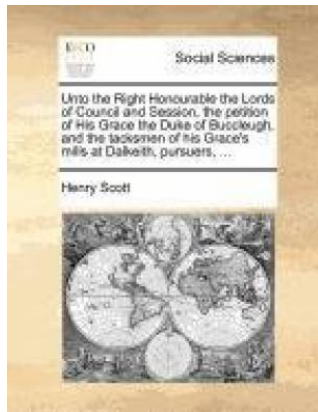 ECCO
Social Sciences
Unto the Right Honourable the Lords
of Council and Session, the petition
of His Grace the Duke of Buccleugh,
and the tacksmen of his Grace's
mills at Dalkeith, pursuers, ...
Henry Scott